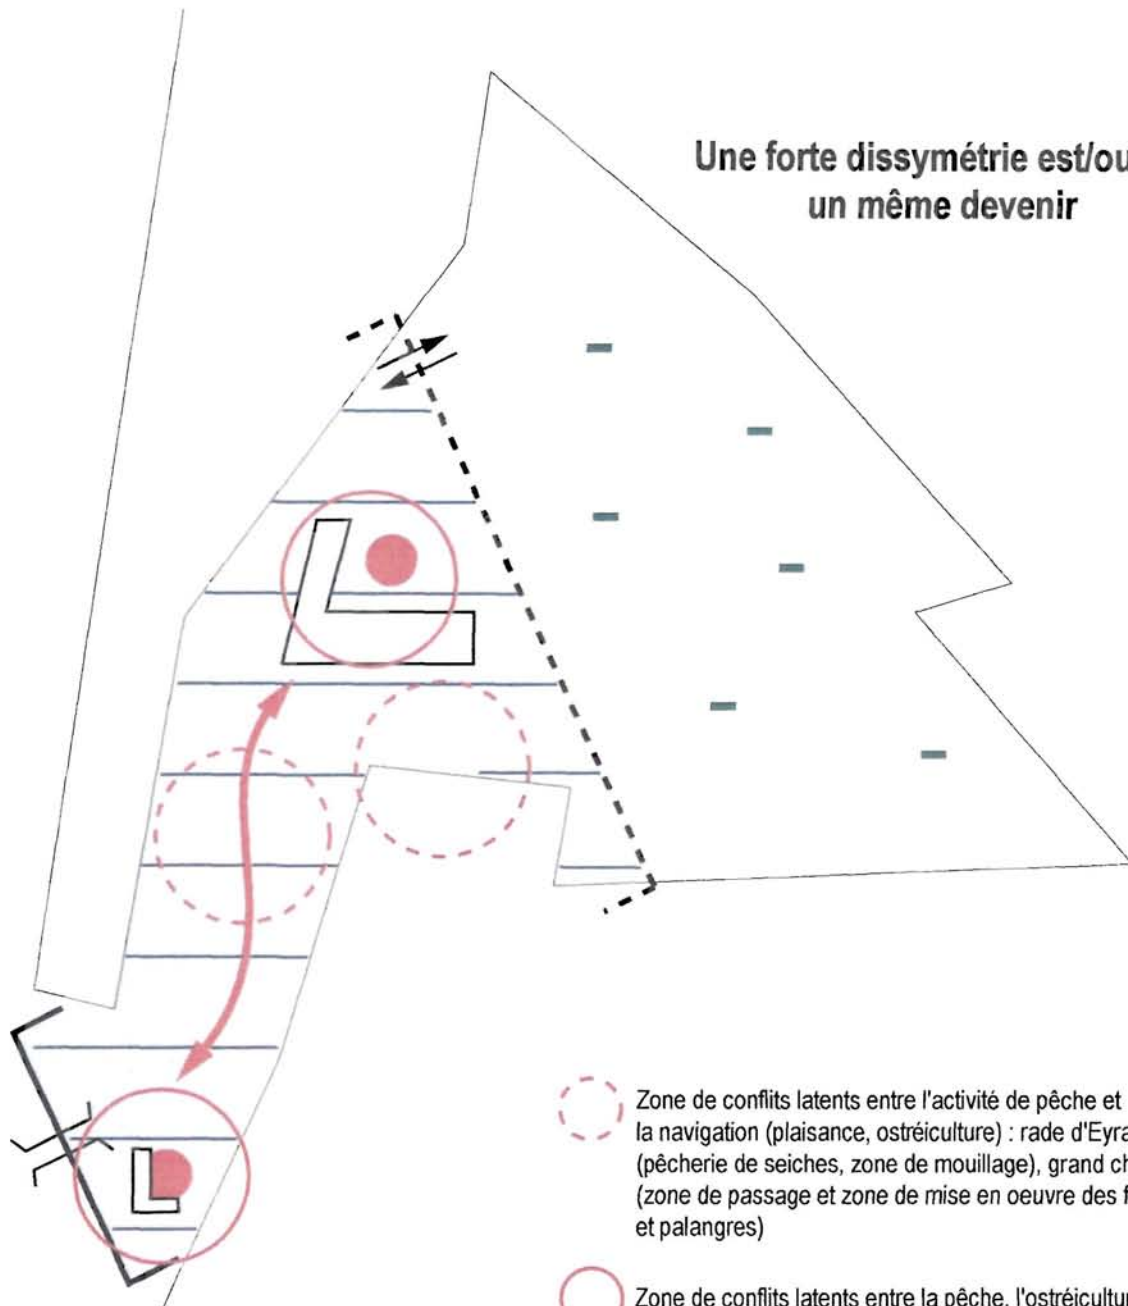 Une forte dissymétrie est/ou
un même devenir
Zone de conflits latents entre l'activité de pêche et
la navigation (plaisance, ostréiculture) : rade d'Eyra
(pêcherie de seiches, zone de mouillage), grand ch
(zone de passage et zone de mise en oeuvre des f
et palangres)
Zone de conflits latents entre la pêche, l'ostréicultur